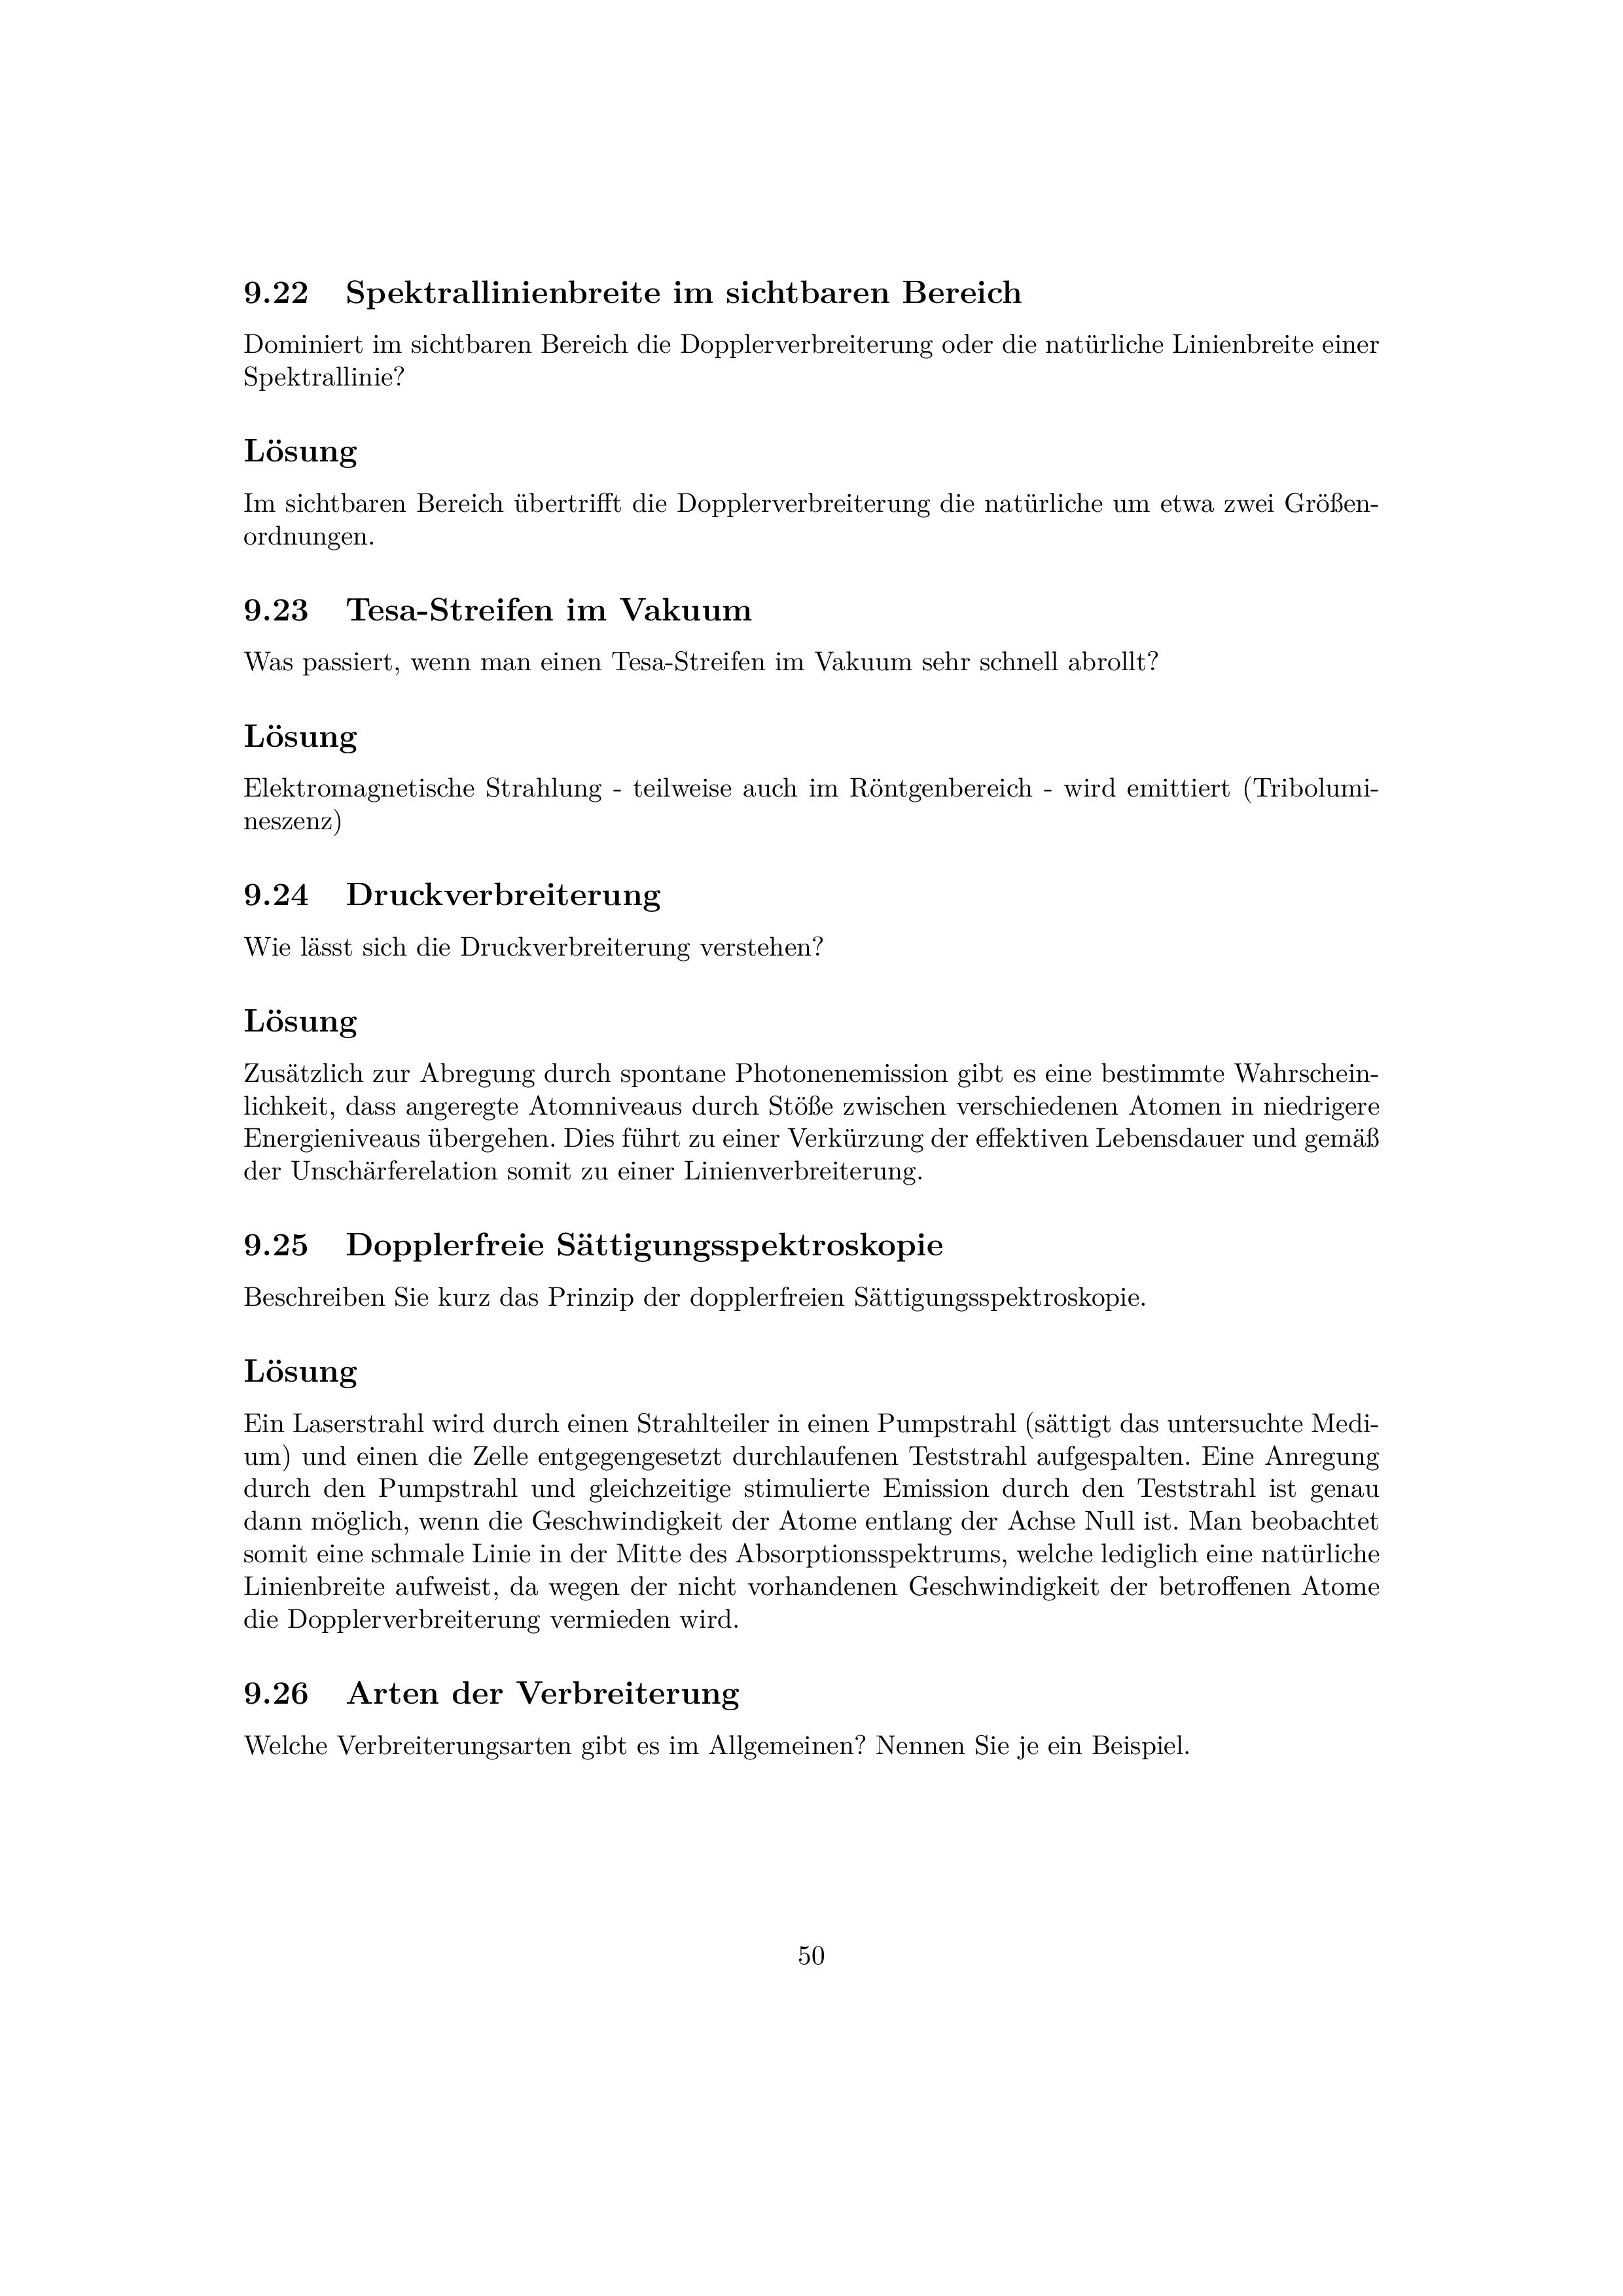 9.22 Spektrallinienbreite im sichtbaren Bereich
Dominiert im sichtbaren Bereich die Dopplerverbreiterung oder die natürliche Linienbreite einer
Spektrallinie?
Lösung
Im sichtbaren Bereich übertrifft die Dopplerverbreiterung die natürliche um etwa zwei Größen-
ordnungen.
9.23 Tesa-Streifen im Vakuum
Was passiert, wenn man einen Tesa-Streifen im Vakuum sehr schnell abrollt?
Lösung
Elektromagnetische Strahlung - teilweise auch im Röntgenbereich - wird emittiert (Tribolumi-
neszenz)
9.24 Druckverbreiterung
Wie lässt sich die Druckverbreiterung verstehen?
Lösung
Zusätzlich zur Abregung durch spontane Photonenemission gibt es eine bestimmte Wahrschein-
lichkeit, dass angeregte Atomniveaus durch Stöße zwischen verschiedenen Atomen in niedrigere
Energieniveaus übergehen. Dies führt zu einer Verkürzung der effektiven Lebensdauer und gemäß
der Unschärferelation somit zu einer Linienverbreiterung.
9.25 Dopplerfreie Sättigungsspektroskopie
Beschreiben Sie kurz das Prinzip der dopplerfreien Sättigungsspektroskopie.
Lösung
Ein Laserstrahl wird durch einen Strahlteiler in einen Pumpstrahl (sättigt das untersuchte Medi-
um) und einen die Zelle entgegengesetzt durchlaufenen Teststrahl aufgespalten. Eine Anregung
durch den Pumpstrahl und gleichzeitige stimulierte Emission durch den Teststrahl ist genau
dann möglich, wenn die Geschwindigkeit der Atome entlang der Achse Null ist. Man beobachtet
somit eine schmale Linie in der Mitte des Absorptionsspektrums, welche lediglich eine natürliche
Linienbreite aufweist, da wegen der nicht vorhandenen Geschwindigkeit der betroffenen Atome
die Dopplerverbreiterung vermieden wird.
9.26 Arten der Verbreiterung
Welche Verbreiterungsarten gibt es im Allgemeinen? Nennen Sie je ein Beispiel.
50